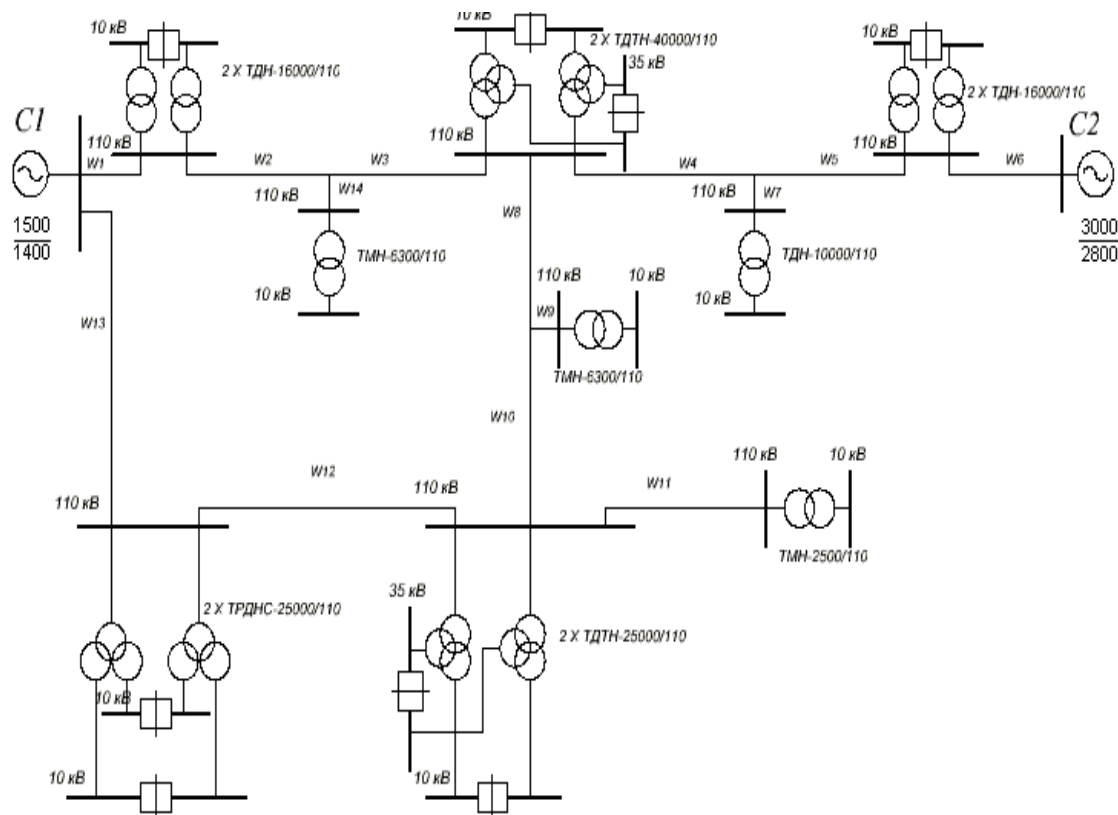 10 кВ
10 кВ
10 кВ
2 X ТДТН-40000/110
2 X ТДН-16000/110
35 кВ
2 X ТДН-16000/110
C1
C2
110 кВ
110 кВ
110 кВ
W1
W2
W3
W4
W5
W6
110 кВ
W14
110 кВ
W7
1500
1400
W8
3000
2800
ТМН-6300/110
ТДН-10000/110
110 кВ
10 кВ
10 кВ
10 кВ
W9
W13
ТМН-6300/110
W10
W12
110 кВ
10 кВ
110 кВ
W11
110 кВ
ТМН-2500/110
35 кВ
2 X ТРДНС-25000/110
2 X ТДТН-25000/110
10 кВ
10 кВ
10 кВ